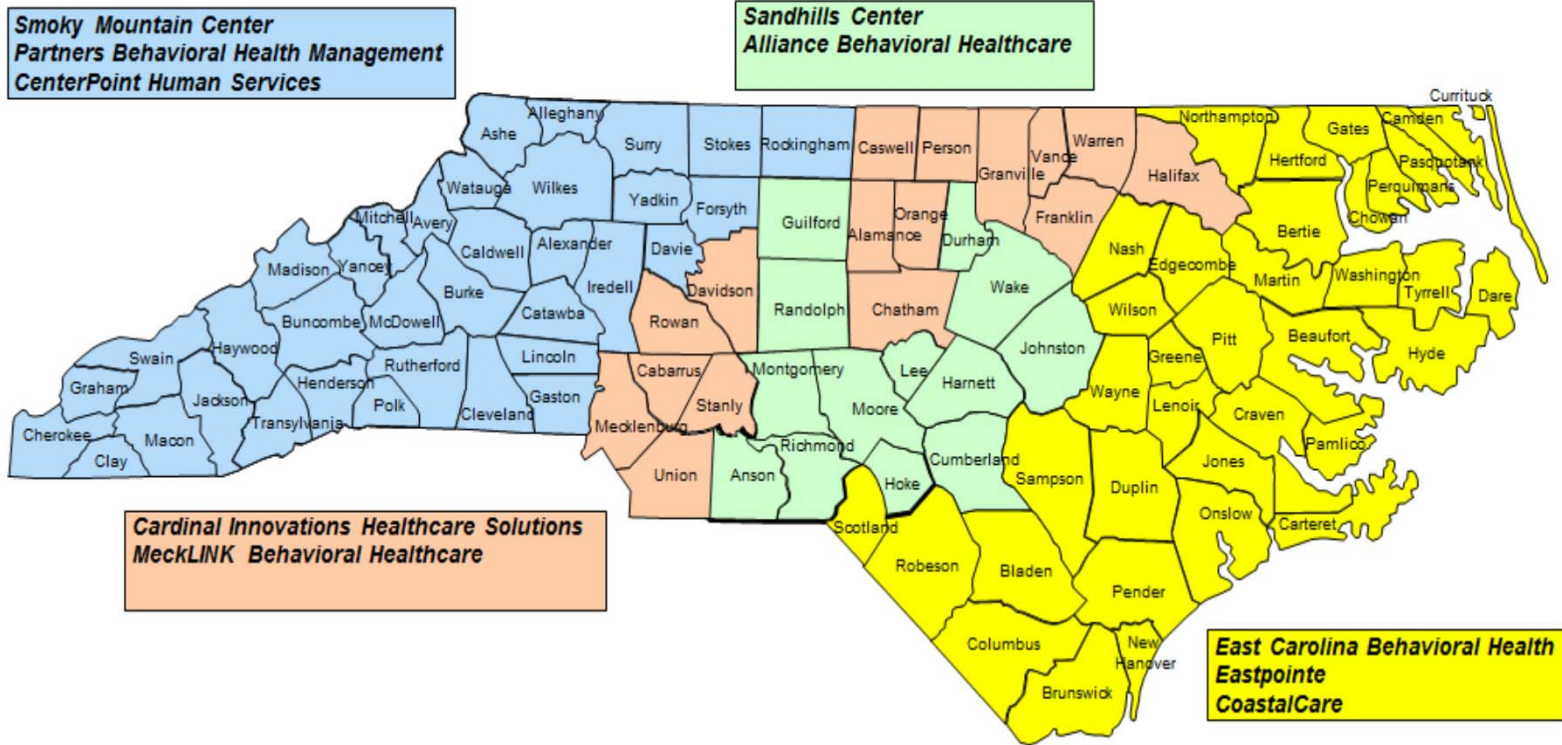 Smoky Mountain Center
Partners Behavioral Health Management
CenterPoint Human Services
Sandhills Center
Alliance Behavioral Healthcare
Currituck
Alleghany
Ashe
Surry
Stokes
Rockingham
Caswell
Person
Granville
Vance
Warren
Northampton
Gates
Camden
Hertford
Pasquotank
Perquimans
Chowan
Halifax
Watauga
Wilkes
Yadkin
Forsyth
Guilford
Alamance
Orange
Durham
Franklin
Nash
Edgecombe
Bertie
Martin
Washington
Tyrrell
Dare
Mitchell
Avery
Caldwell
Alexander
Davie
Iredell
Davidson
Madison
Yancey
Burke
Catawba
Rowan
Randolph
Chatham
Wake
Wilson
Pitt
Beaufort
Hyde
Buncombe
McDowell
Swain
Haywood
Rutherford
Lincoln
Cabarrus
Montgomery
Lee
Harnett
Johnston
Greene
Wayne
Lenoir
Craven
Pamlico
Graham
Jackson
Henderson
Polk
Transylvania
Cleveland
Gaston
Mecklenburg
Stanly
Moore
Richmond
Cherokee
Macon
Clay
Union
Anson
Hoke
Cumberland
Sampson
Duplin
Jones
Onslow
Carteret
Scotland
Robeson
Bladen
Pender
Columbus
New
Hanover
Brunswick
Cardinal Innovations Healthcare Solutions
MeckLINK Behavioral Healthcare
East Carolina Behavioral Health
Eastpointe
CoastalCare